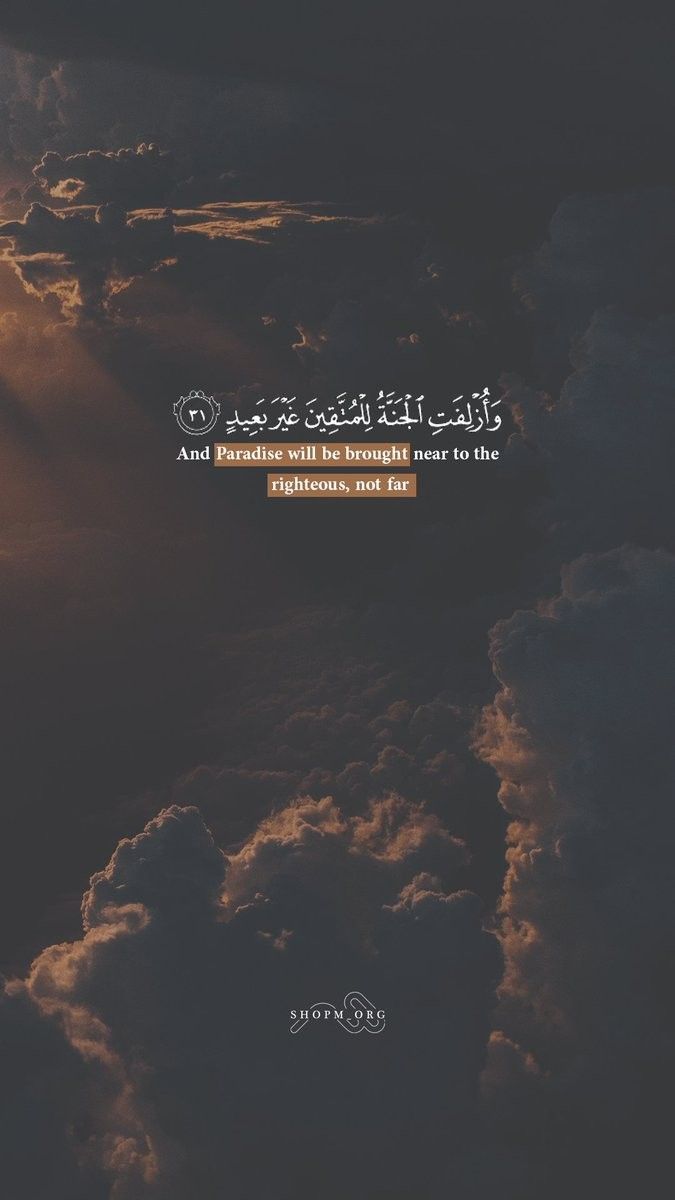 وَأُزْلِفَتِ ٱلْجَنَّةُ لِلْمُتَّقِينَ غَيْرَ بَعِيدٍ ٣١
And Paradise will be brought near to the
righteous, not far
SHOPM_ORG